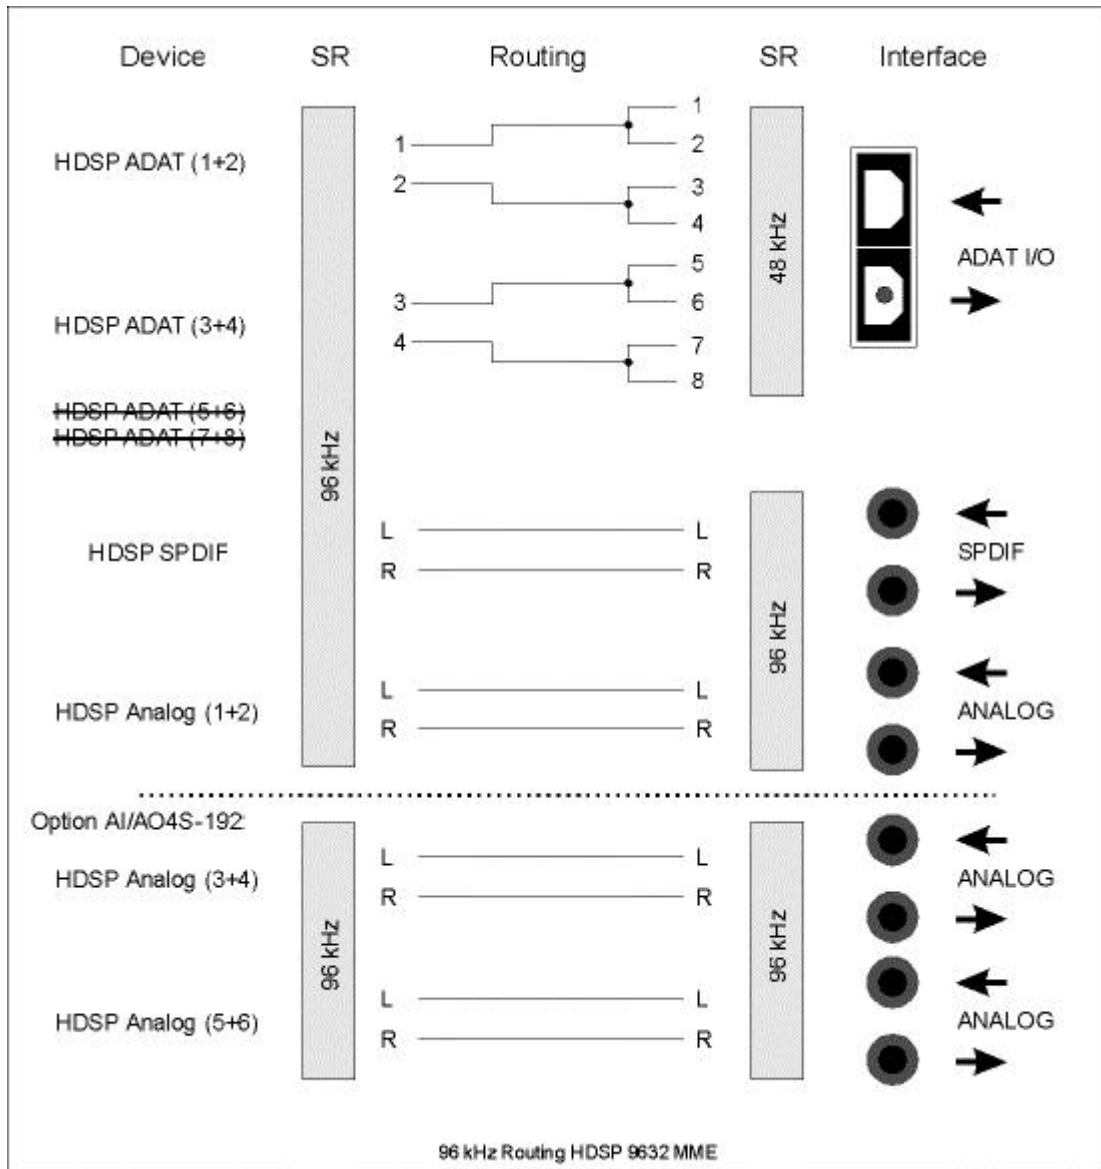 Device SR Routing SR Interface
1
HDSP ADAT (1+2) 1 2
2 3
4
48 kHz
ADAT I/O
5
3 6
HDSP ADAT (3+4) 4 7
8
HDSP ADAT (5+6)
HDSP ADAT (7+8)
96 kHz
L L
HDSP SPDIF SPDIF
R R
96 kHz
L L
HDSP Analog (1+2) ANALOG
R R
Option AI/AO4S-192:
L L
HDSP Analog (3+4) ANALOG
R R
96 kHz 96 kHz
L L
HDSP Analog (5+6) ANALOG
R R
96 kHz Routing HDSP 9632 MME